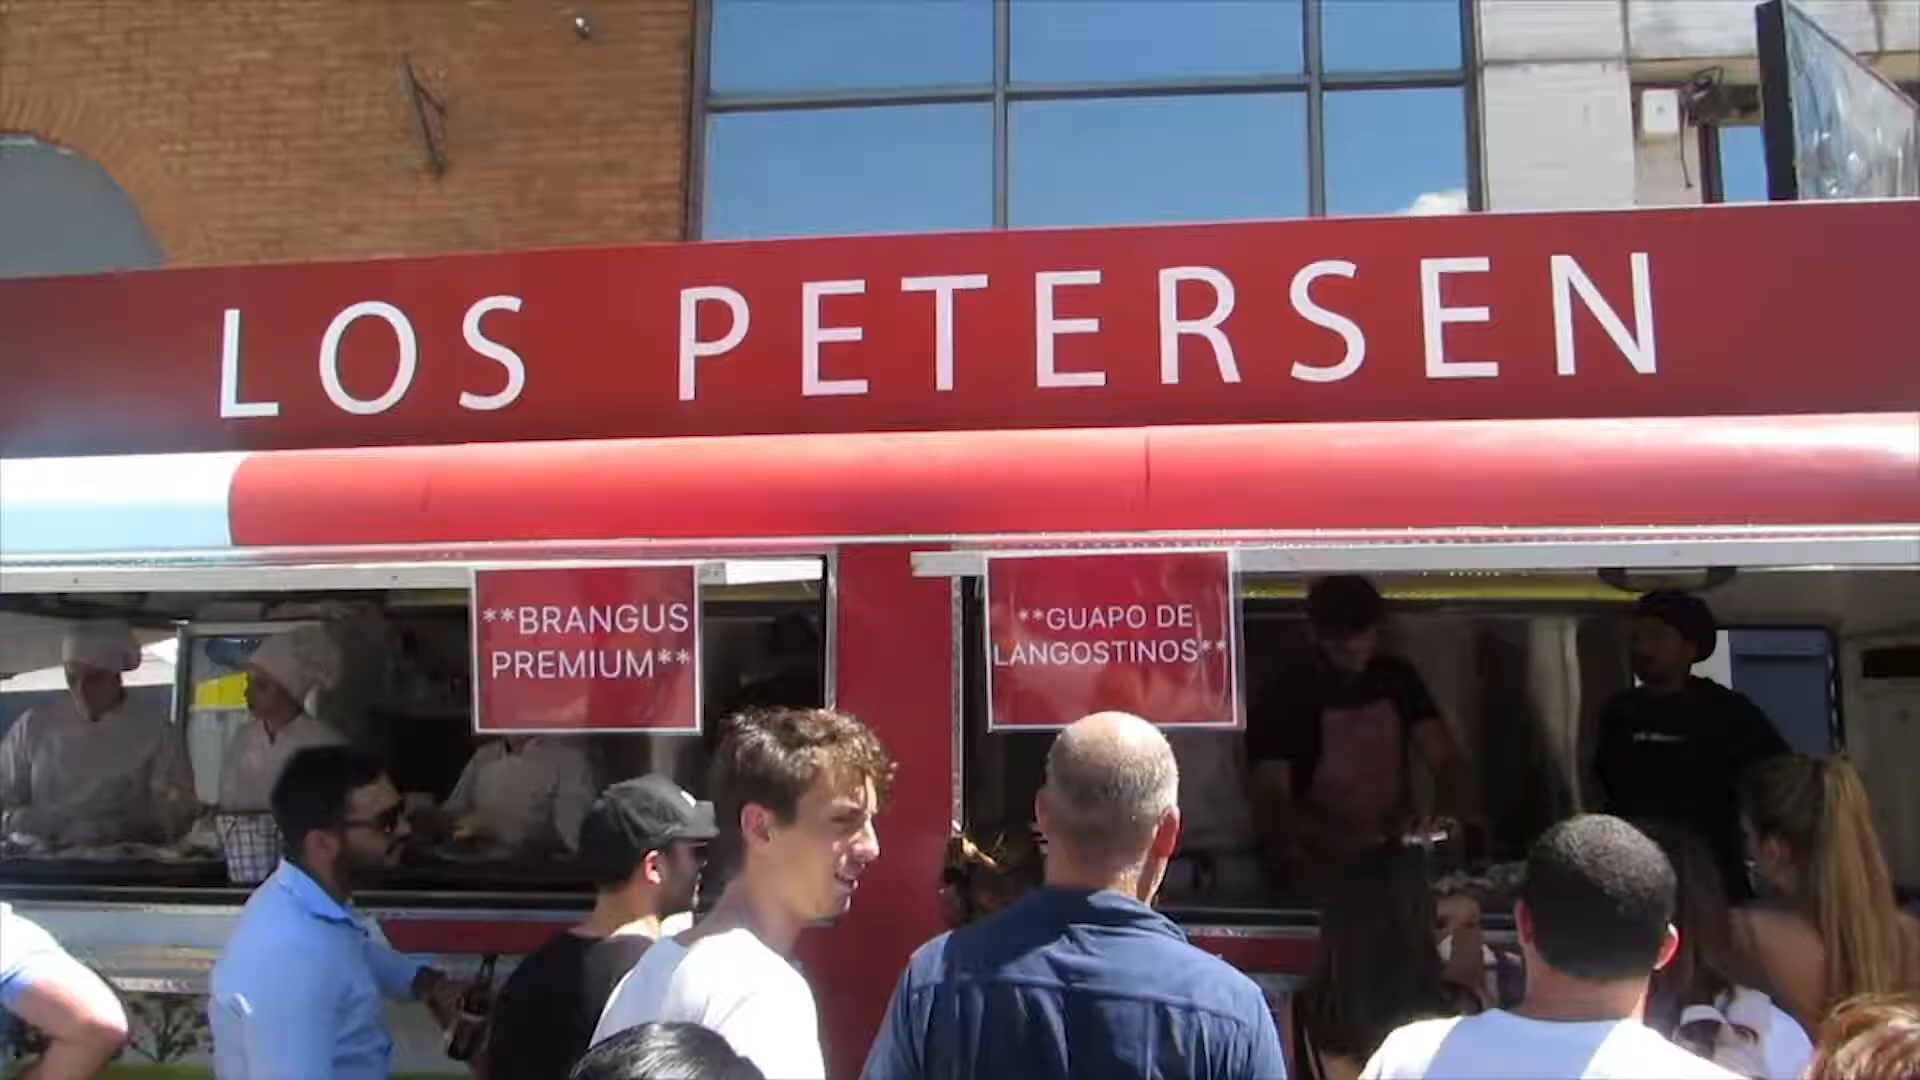 LOS PETERSEN
**BRANGUS
PREMIUM**
**GUAPO DE
LANGOSTINOS**